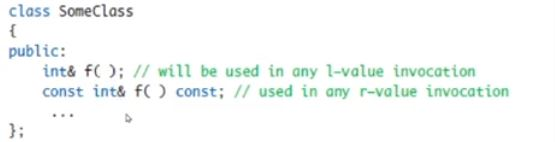 class SomeClass
{
public:
int& f( ); // will be used in any l-value invocation
const int& f( ) const; // used in any r-value invocation
...
};